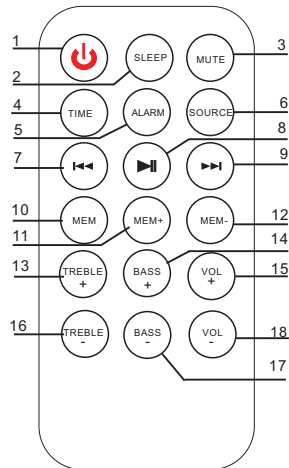 1
SLEEP
MUTE
3
2
4
TIME
ALARM
SOURCE
6
5
8
7
9
10
MEM
MEM+
MEM-
12
11
14
13
TREBLE
+
BASS
+
VOL
+
15
16
TREBLE
-
BASS
-
VOL
-
18
17